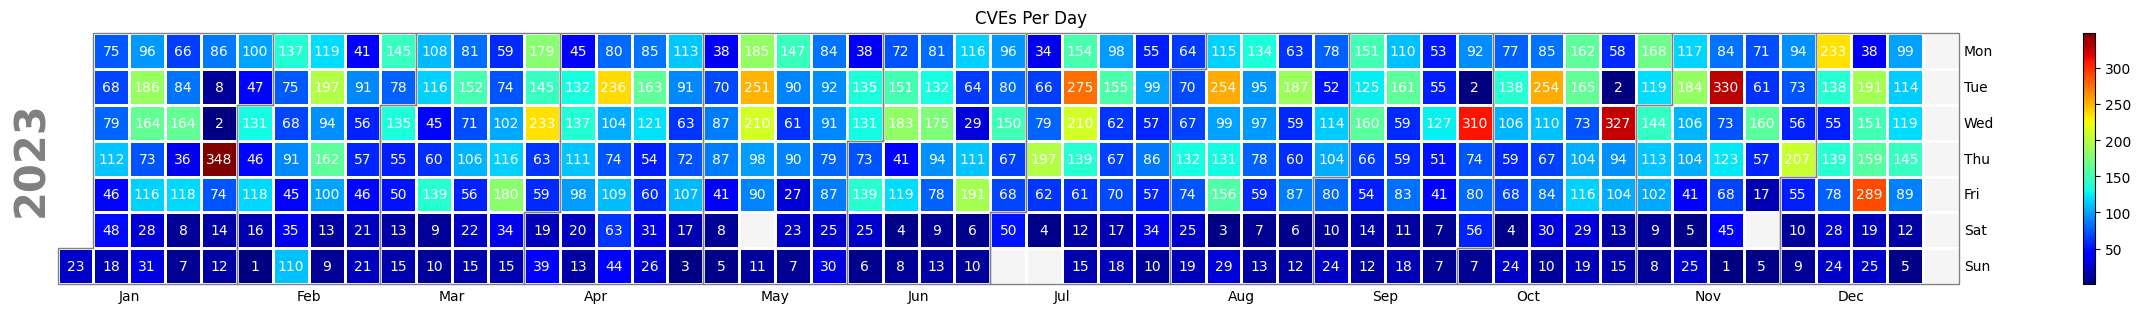 CVEs Per Day
75 96 66 86 100 137 119 41 145 108 81 59 179 45 80 85 113 38 185 147 84 38 72 81 116 96 34 154 98 55 64 115 134 63 78 151 110 53 92 77 85 162 58 168 117 84 71 94 233 38 99 Mon
68 186 84 8 47 75 197 91 78 116 152 74 145 132 236 163 91 70 251 90 92 135 151 132 64 80 66 275 155 99 70 254 95 187 52 125 161 55 2 138 254 165 2 119 184 330 61 73 138 191 114 Tue
79 164 164 2 131 68 94 56 135 45 71 102 233 137 104 121 63 87 210 61 91 131 183 175 29 150 79 210 62 57 67 99 97 59 114 160 59 127 310 106 110 73 327 144 106 73 160 56 55 151 119 Wed
112 73 36 348 46 91 162 57 55 60 106 116 63 111 74 54 72 87 98 90 79 73 41 94 111 67 197 139 67 86 132 131 78 60 104 66 59 51 74 59 67 104 94 113 104 123 57 207 139 159 145 Thu
46 116 118 74 118 45 100 46 50 139 56 180 59 98 109 60 107 41 90 27 87 139 119 78 191 68 62 61 70 57 74 156 59 87 80 54 83 41 80 68 84 116 104 102 41 68 17 55 78 289 89 Fri
48 28 8 14 16 35 13 21 13 9 22 34 19 20 63 31 17 8 23 25 25 4 9 6 50 4 12 17 34 25 3 7 6 10 14 11 7 56 4 30 29 13 9 5 45 10 28 19 12 Sat
23 18 31 7 12 1 110 9 21 15 10 15 15 39 13 44 26 3 5 11 7 30 6 8 13 10 15 18 10 19 29 13 12 24 12 18 7 7 24 10 19 15 8 25 1 5 9 24 25 5 Sun
Jan Feb Mar Apr May Jun Jul Aug Sep Oct Nov Dec
2023
300
250
200
150
100
50